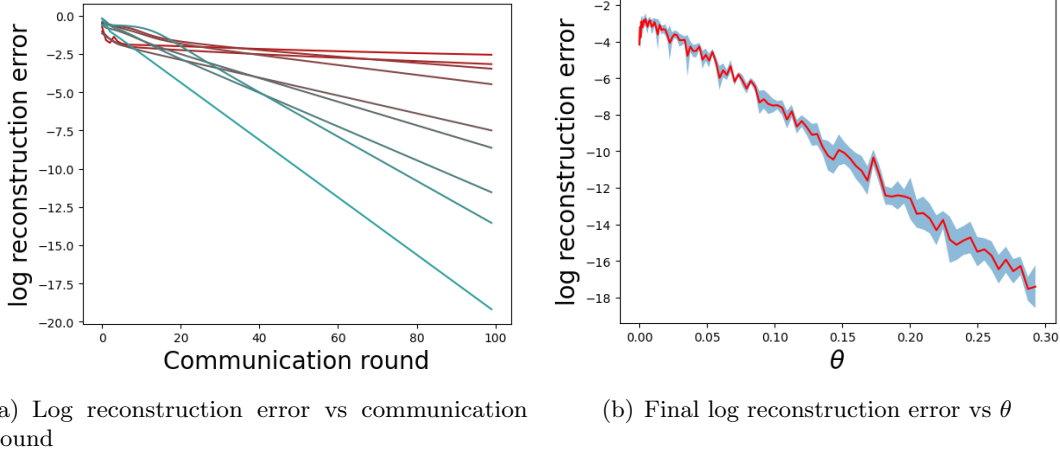 0.0
−2.5
−5.0
−7.5
−10.0
−12.5
−15.0
−17.5
−20.0
log reconstruction error
0 20 40 60 80 100
Communication round
−2
−4
−6
−8
−10
−12
−14
−16
−18
log reconstruction error
0.00 0.05 0.10 0.15 0.20 0.25 0.30
θ
a) Log reconstruction error vs communication
ound
(b) Final log reconstruction error vs θ